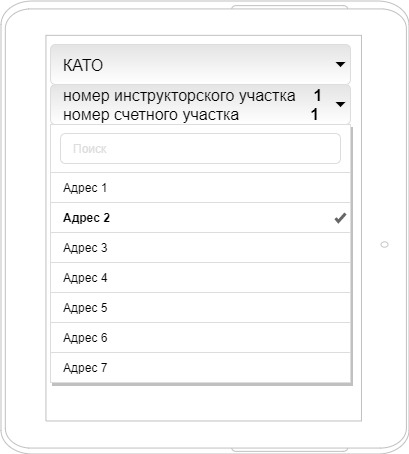 КАТО
номер инструкторского участка 1
номер счетного участка 1
Поиск
Адрес 1
Адрес 2
Адрес 3
Адрес 4
Адрес 5
Адрес 6
Адрес 7